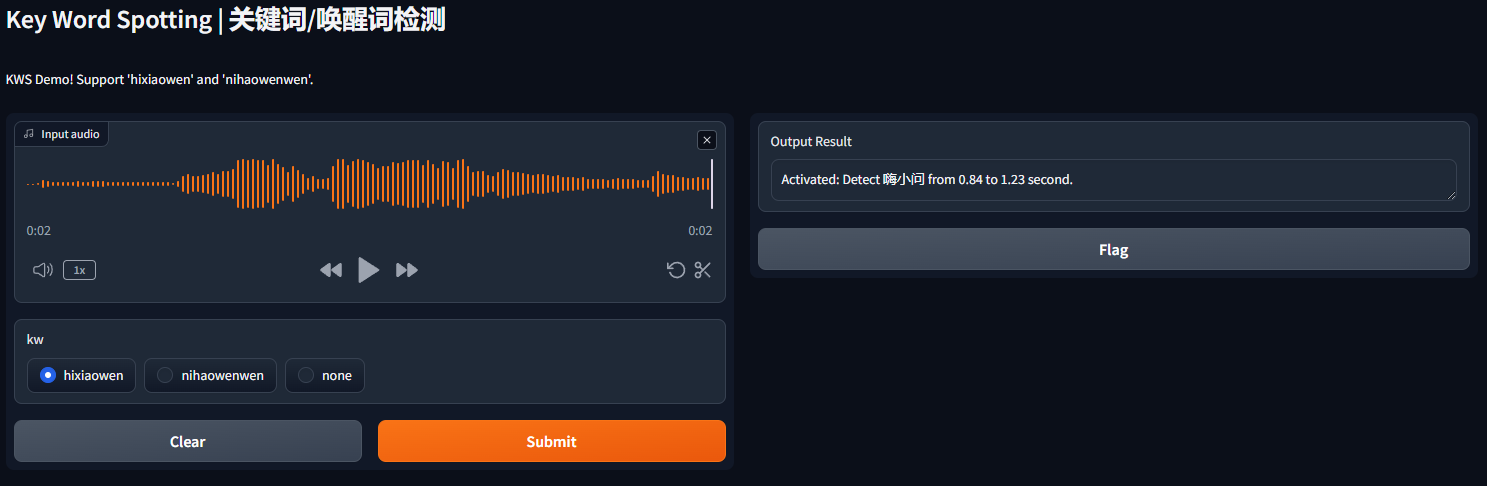 Key Word Spotting | 关键词/唤醒词检测
KWS Demo! Support 'hixiaowen' and 'nihaowenwen'.
Input audio
0:02
0:02
1x
kw
hixiaowen
nihaowenwen
none
Clear
Submit
Output Result
Activated: Detect 嗨小问 from 0.84 to 1.23 second.
Flag